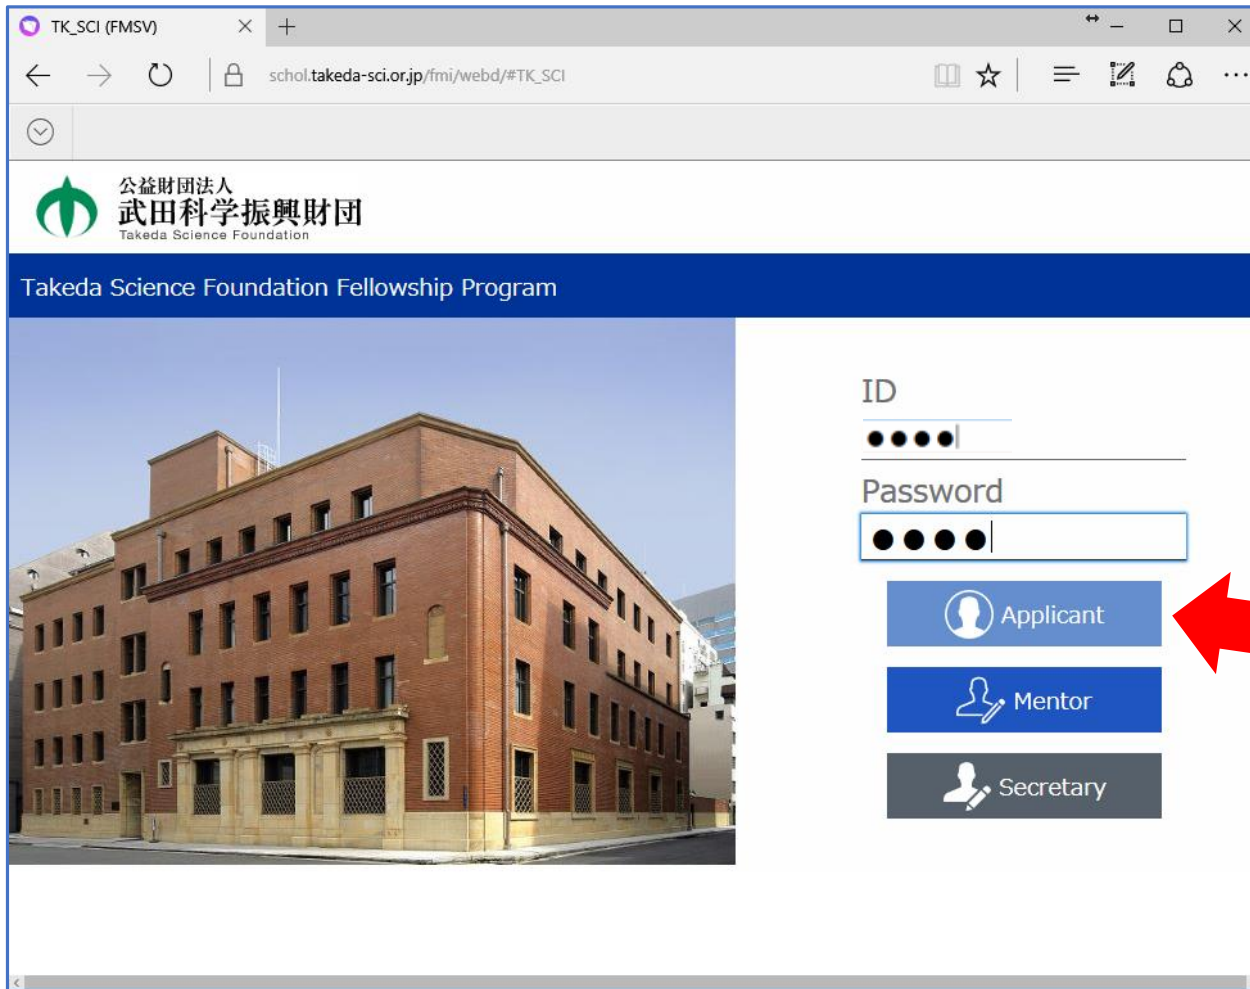 TK_SCI (FMSV)
schol.takeda-sci.or.jp/fmi/webd/#TK_SCI
公益財団法人
武田科学振興財団
Takeda Science Foundation
Takeda Science Foundation Fellowship Program
ID
●●●●
Password
●●●●
Applicant
Mentor
Secretary